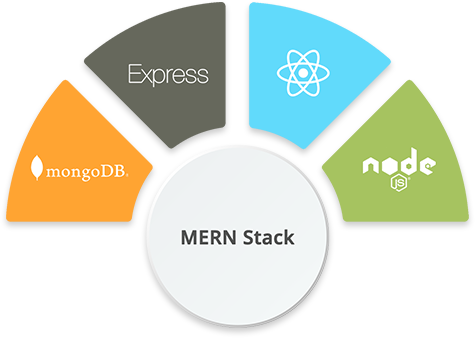 mongoDB®
Express
node
JS®
MERN Stack